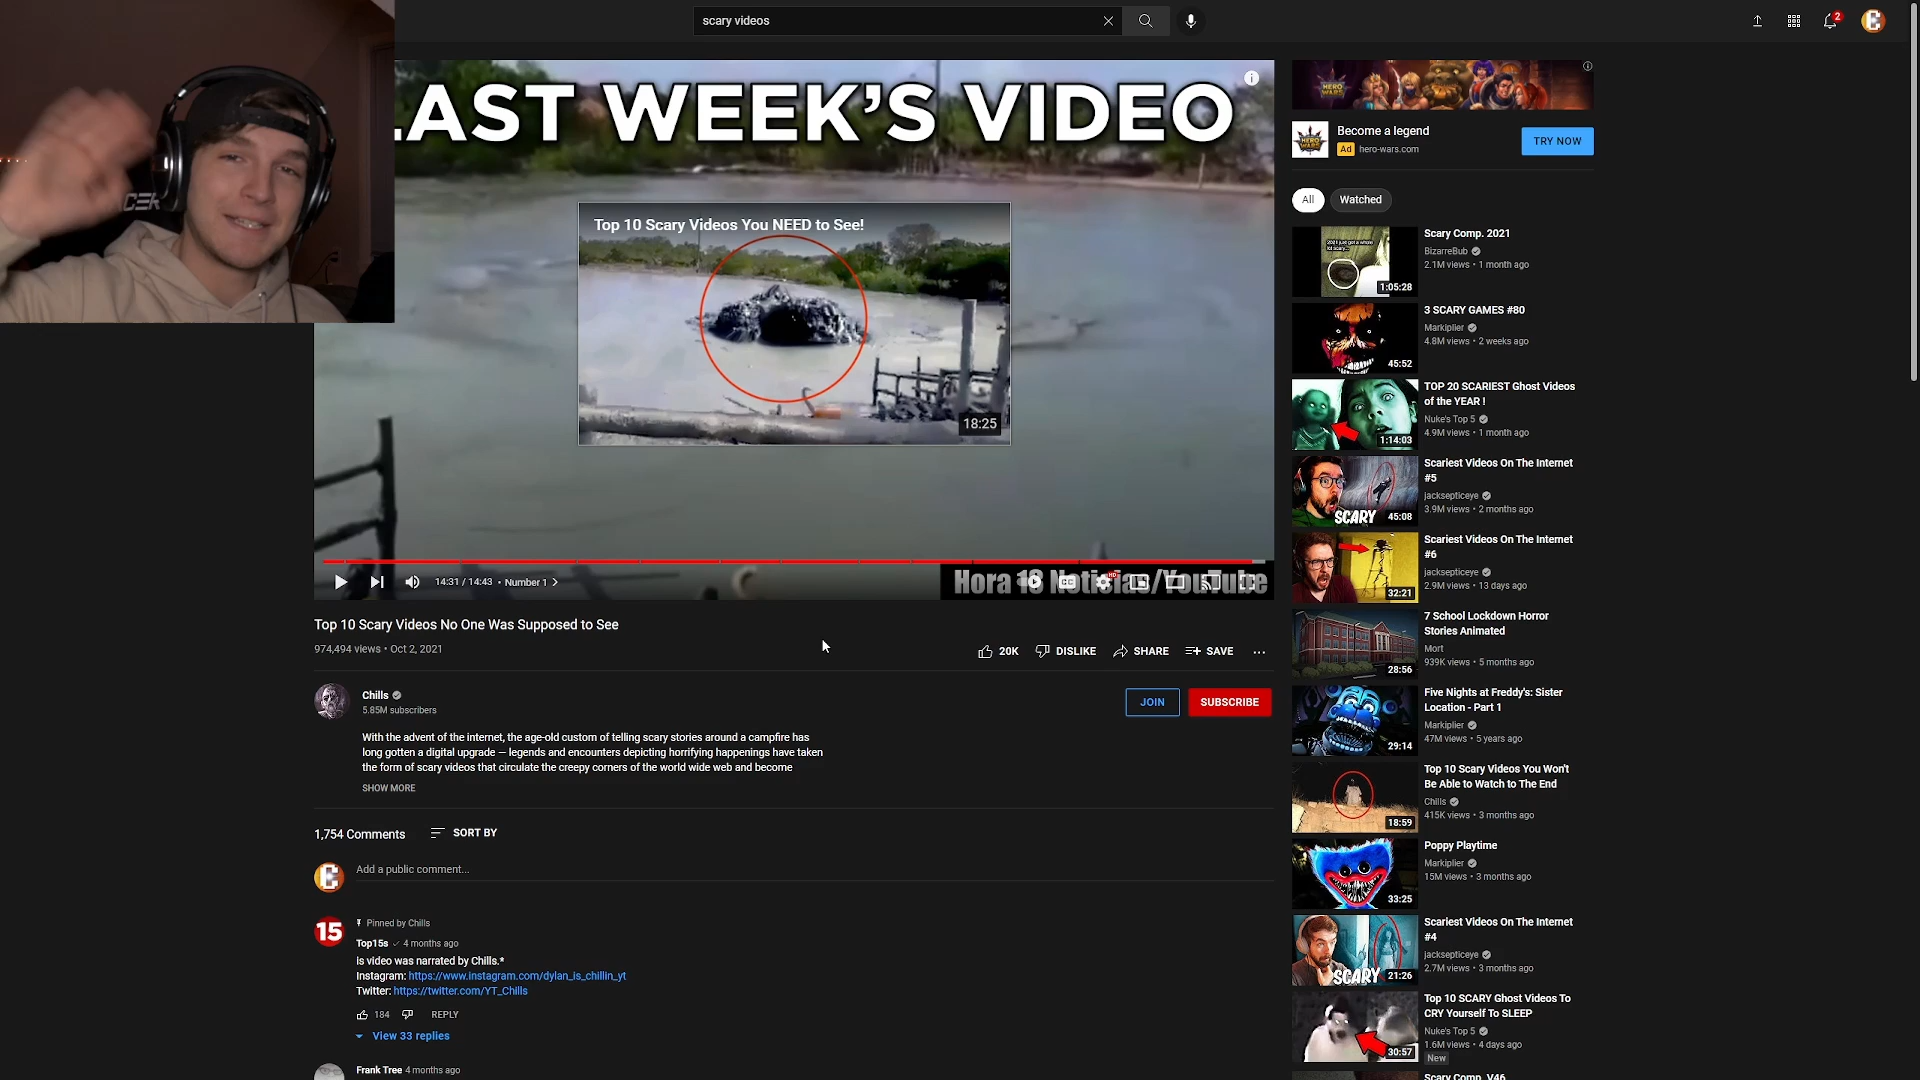 scary videos
2
LAST WEEK'S VIDEO
Top 10 Scary Videos You NEED to See!
18:25
14:31 / 14:43 • Number 1
Hora 13 Noticias/YouTube
Top 10 Scary Videos No One Was Supposed to See
974,494 views • Oct 2, 2021
20K
DISLIKE
SHARE
SAVE
Chills
5.85M subscribers
JOIN
SUBSCRIBE
With the advent of the internet, the age-old custom of telling scary stories around a campfire has
long gotten a digital upgrade — legends and encounters depicting horrifying happenings have taken
the form of scary videos that circulate the creepy corners of the world wide web and become
SHOW MORE
1,754 Comments
SORT BY
Add a public comment...
15
Pinned by Chills
Top15s 4 months ago
is video was narrated by Chills.*
Instagram: https://www.instagram.com/dylan_is_chillin_yt
Twitter: https://twitter.com/YT_Chills
184
REPLY
View 33 replies
Frank Tree 4 months ago
HERO WARS
Become a legend
Ad hero-wars.com
TRY NOW
All
Watched
1:05:28
Scary Comp. 2021
BizarreBub
2.1M views • 1 month ago
45:52
3 SCARY GAMES #80
Markiplier
4.8M views • 2 weeks ago
1:14:03
TOP 20 SCARIEST Ghost Videos
of the YEAR !
Nuke's Top 5
4.9M views • 1 month ago
SCARY
45:08
Scariest Videos On The Internet
#5
jacksepticeye
3.9M views • 2 months ago
32:21
Scariest Videos On The Internet
#6
jacksepticeye
2.9M views • 13 days ago
28:56
7 School Lockdown Horror
Stories Animated
Mort
939K views • 5 months ago
29:14
Five Nights at Freddy's: Sister
Location - Part 1
Markiplier
47M views • 5 years ago
18:59
Top 10 Scary Videos You Won't
Be Able to Watch to The End
Chills
415K views • 3 months ago
33:25
Poppy Playtime
Markiplier
15M views • 3 months ago
SCARY
21:26
Scariest Videos On The Internet
#4
jacksepticeye
2.7M views • 3 months ago
30:57
Top 10 SCARY Ghost Videos To
CRY Yourself To SLEEP
Nuke's Top 5
1.6M views • 4 days ago
New
Scary Comp. V46